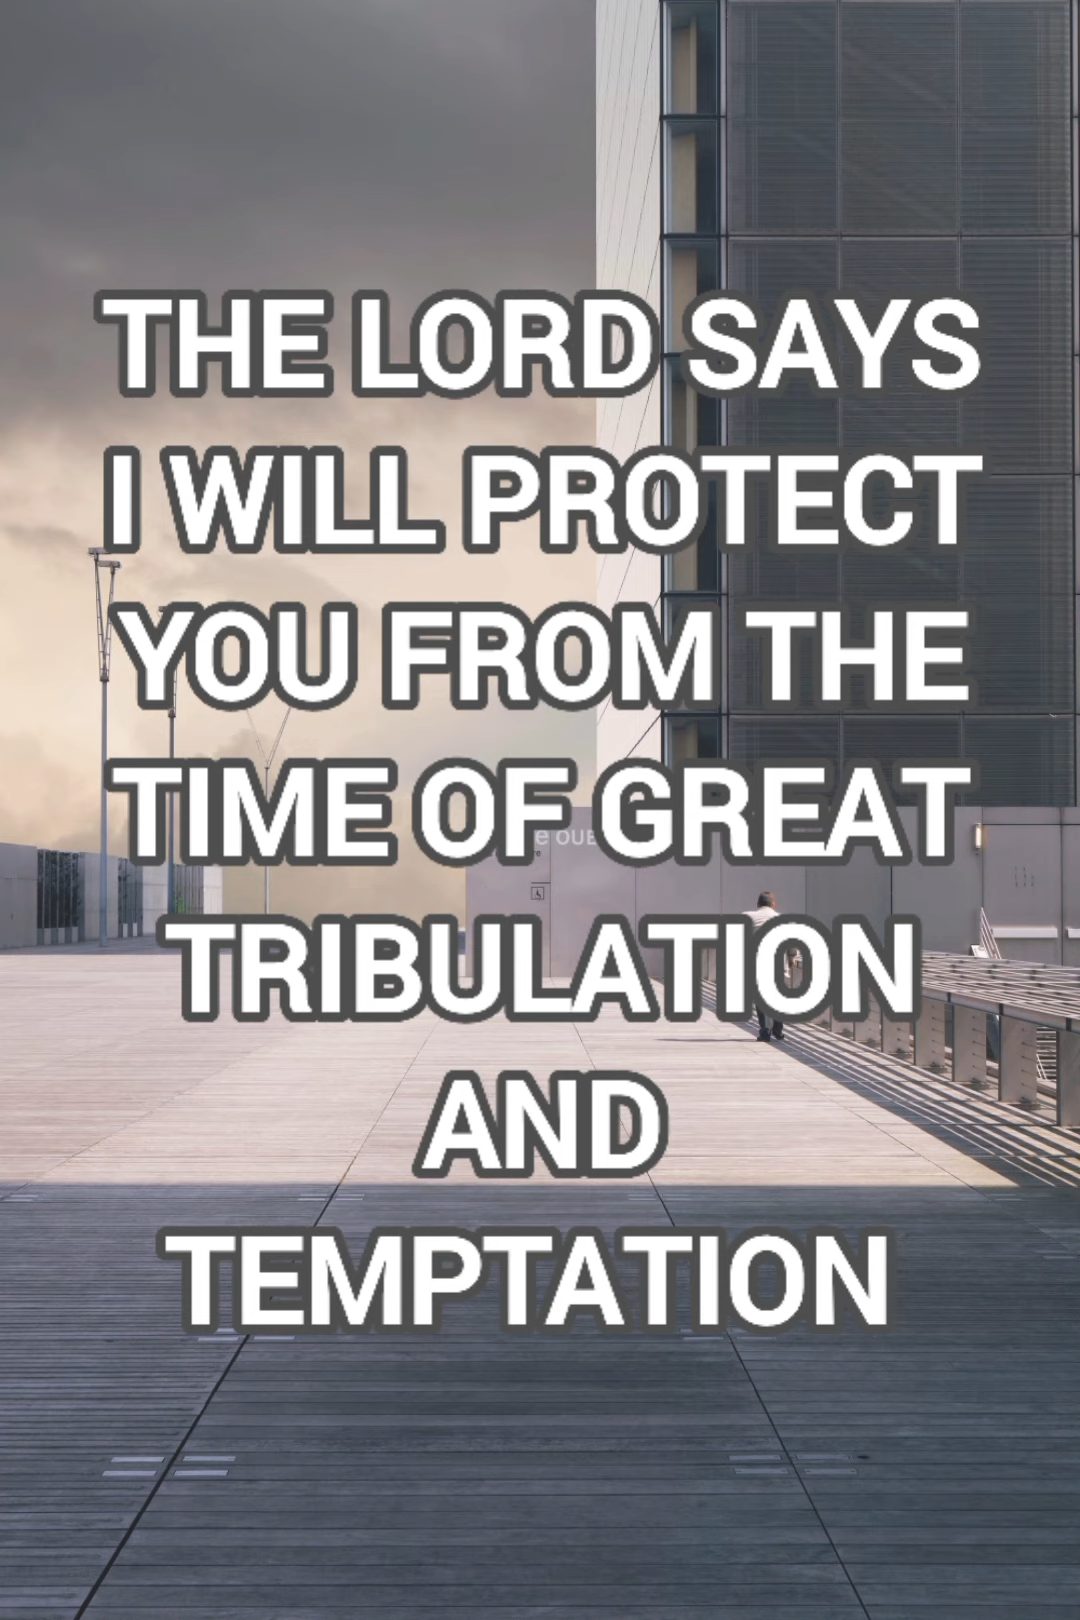 THE LORD SAYS
I WILL PROTECT
YOU FROM THE
TIME OF GREAT
TRIBULATION
AND
TEMPTATION